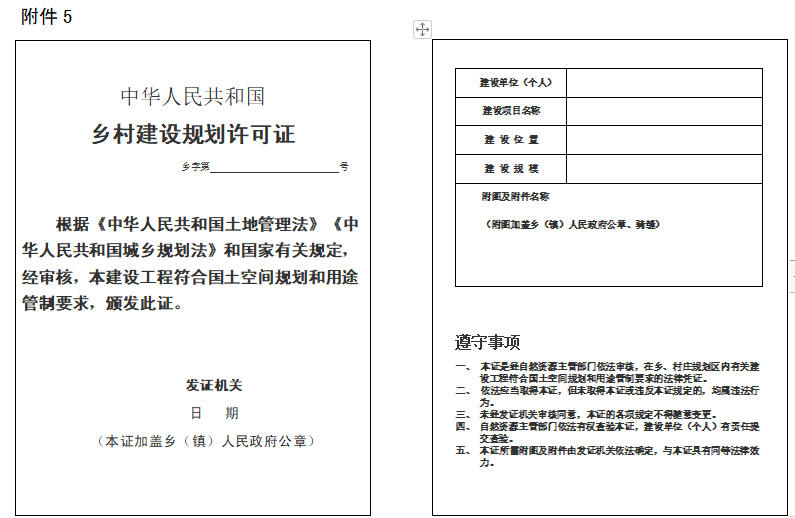 附件 5
中华人民共和国
乡村建设规划许可证
乡字第 号
根据《中华人民共和国土地管理法》《中
华人民共和国城乡规划法》和国家有关规定，
经审核，本建设工程符合国土空间规划和用途
管制要求，颁发此证。
发证机关
日 期
（本证加盖乡（镇）人民政府公章）
建设单位（个人）
建设项目名称
建 设 位 置
建 设 规 模
附图及附件名称
（附图加盖乡（镇）人民政府公章、骑缝）
遵守事项
一、 本证是经自然资源主管部门依法审核，在乡、村庄规划区内有关建
设工程符合国土空间规划和用途管制要求的法律凭证。
二、 依法应当取得本证，但未取得本证或违反本证规定的，均属违法行
为。
三、 未经发证机关审核同意，本证的各项规定不得随意变更。
四、 自然资源主管部门依法有权查验本证，建设单位（个人）有责任提
交查验。
五、 本证所需附图及附件由发证机关依法确定，与本证具有同等法律效
力。